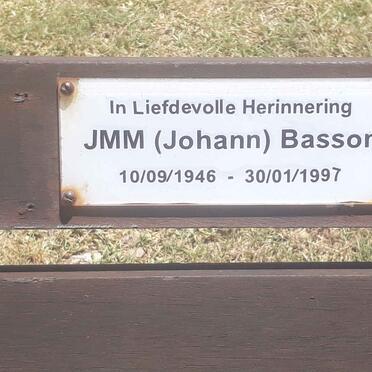 In Liefdevolle Herinnering
JMM (Johann) Basson
10/09/1946 - 30/01/1997